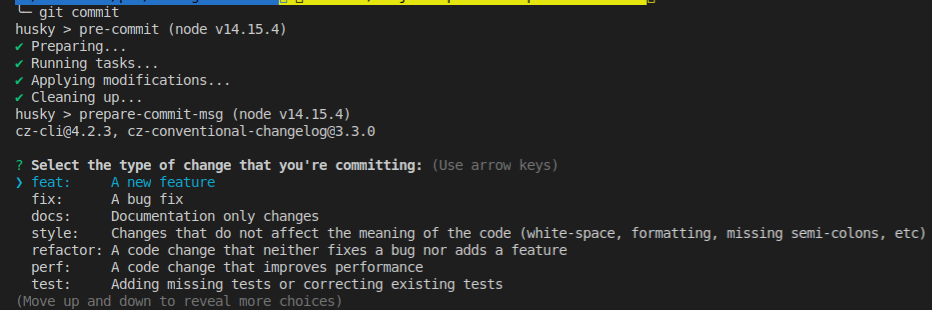 ╰─ git commit
husky > pre-commit (node v14.15.4)
✔ Preparing...
✔ Running tasks...
✔ Applying modifications...
✔ Cleaning up...
husky > prepare-commit-msg (node v14.15.4)
cz-cli@4.2.3, cz-conventional-changelog@3.3.0
? Select the type of change that you're committing: (Use arrow keys)
❯ feat:     A new feature
  fix:      A bug fix
  docs:     Documentation only changes
  style:    Changes that do not affect the meaning of the code (white-space, formatting, missing semi-colons, etc)
  refactor: A code change that neither fixes a bug nor adds a feature
  perf:     A code change that improves performance
  test:     Adding missing tests or correcting existing tests
(Move up and down to reveal more choices)